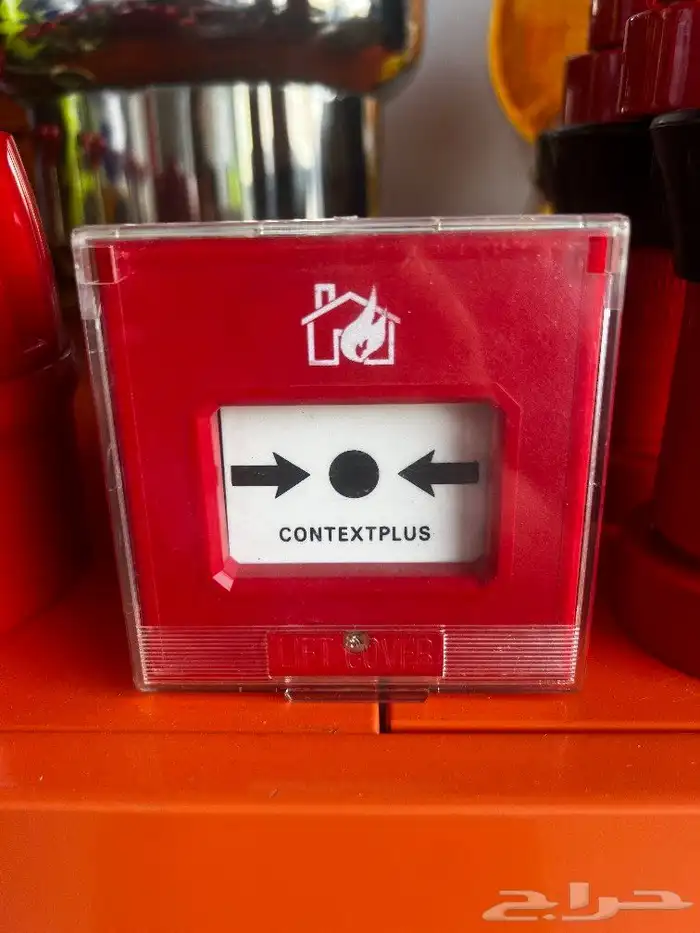 CONTEXTPLUS
LIFT COVER
حراج